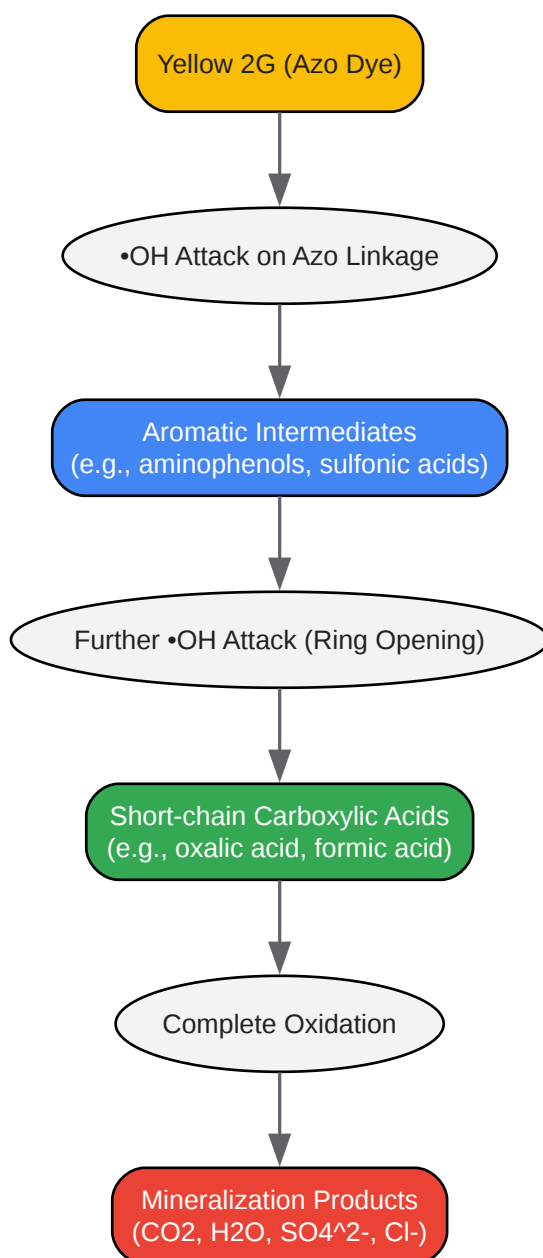 Yellow 2G (Azo Dye)
•OH Attack on Azo Linkage
Aromatic Intermediates
(e.g., aminophenols, sulfonic acids)
Further •OH Attack (Ring Opening)
Short-chain Carboxylic Acids
(e.g., oxalic acid, formic acid)
Complete Oxidation
Mineralization Products
(CO2, H2O, SO4^2-, Cl-)